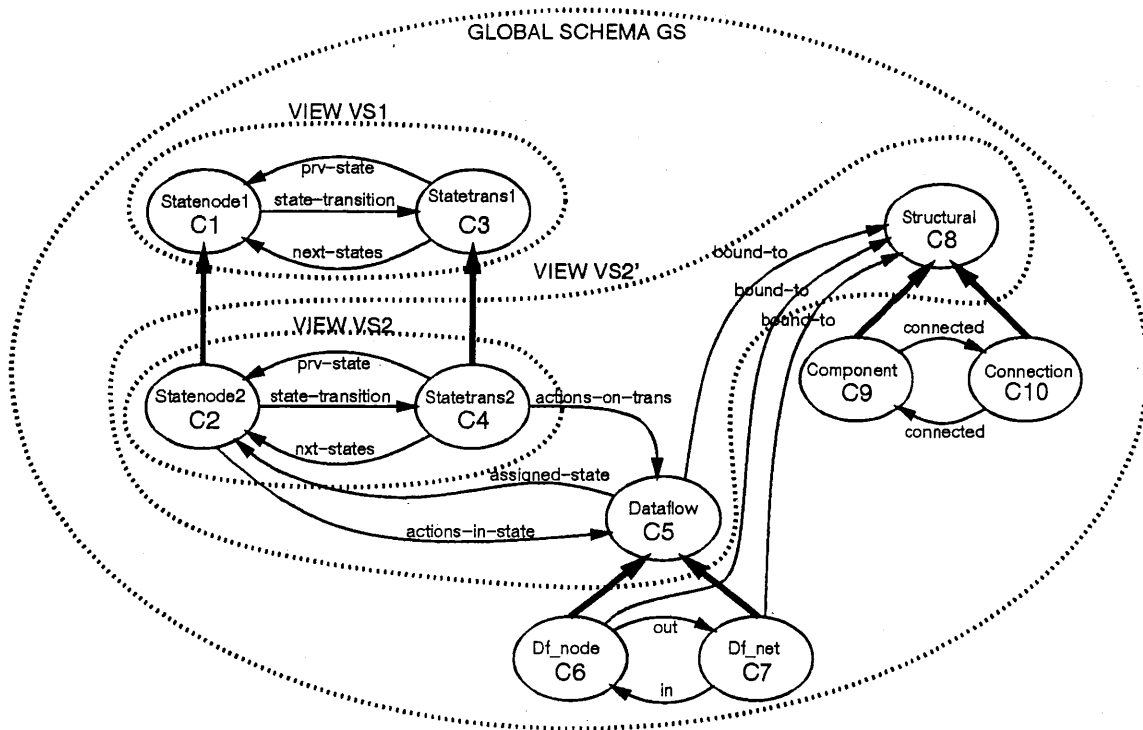 GLOBAL SCHEMA GS
VIEW VS1
prv-state
Statenode1
C1
state-transition
Statetrans1
C3
next-states
Structural
C8
VIEW VS2'
bound-to
bound-to
bound-to
VIEW VS2
prv-state
Statenode2
C2
state-transition
Statetrans2
C4
nxt-states
actions-on-trans
connected
Component
C9
Connection
C10
connected
assigned-state
actions-in-state
Dataflow
C5
out
Df_node
C6
Df_net
C7
in